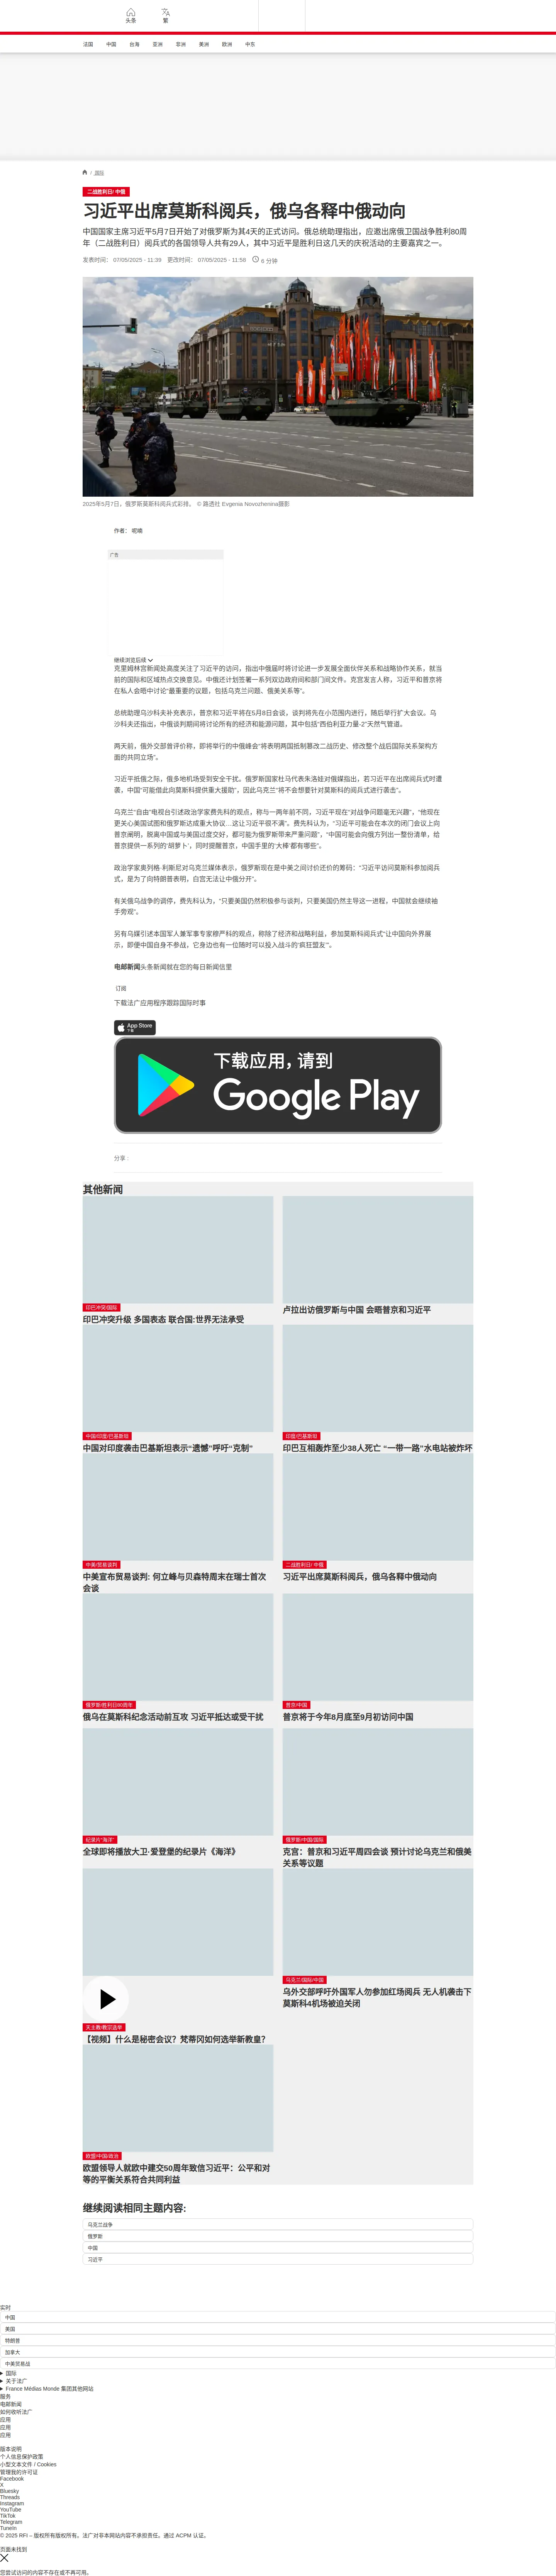 头条
繁
法国
中国
台海
亚洲
非洲
美洲
欧洲
中东
/ 国际
二战胜利日/ 中俄
习近平出席莫斯科阅兵，俄乌各释中俄动向
中国国家主席习近平5月7日开始了对俄罗斯为其4天的正式访问。俄总统助理指出，应邀出席俄卫国战争胜利80周
年（二战胜利日）阅兵式的各国领导人共有29人，其中习近平是胜利日这几天的庆祝活动的主要嘉宾之一。
发表时间： 07/05/2025 - 11:39 更改时间： 07/05/2025 - 11:58 6 分钟
2025年5月7日，俄罗斯莫斯科阅兵式彩排。 © 路透社 Evgenia Novozhenina摄影
作者： 呢喃
广告
继续浏览后续
克里姆林宫新闻处高度关注了习近平的访问，指出中俄届时将讨论进一步发展全面伙伴关系和战略协作关系，就当
前的国际和区域热点交换意见。中俄还计划签署一系列双边政府间和部门间文件。克宫发言人称，习近平和普京将
在私人会晤中讨论“最重要的议题，包括乌克兰问题、俄美关系等”。
总统助理乌沙科夫补充表示，普京和习近平将在5月8日会谈，谈判将先在小范围内进行，随后举行扩大会议。乌
沙科夫还指出，中俄谈判期间将讨论所有的经济和能源问题，其中包括“西伯利亚力量-2”天然气管道。
两天前，俄外交部曾评价称，即将举行的中俄峰会“将表明两国抵制篡改二战历史、修改整个战后国际关系架构方
面的共同立场”。
习近平抵俄之际，俄多地机场受到安全干扰。俄罗斯国家杜马代表朱洛娃对俄媒指出，若习近平在出席阅兵式时遭
袭，中国“可能借此向莫斯科提供重大援助”，因此乌克兰“将不会想要针对莫斯科的阅兵式进行袭击”。
乌克兰“自由”电视台引述政治学家费先科的观点，称与一两年前不同，习近平现在“对战争问题毫无兴趣”，“他现在
更关心美国试图和俄罗斯达成重大协议…这让习近平很不满”。费先科认为，“习近平可能会在本次的闭门会议上向
普京阐明，脱离中国或与美国过度交好，都可能为俄罗斯带来严重问题”，“中国可能会向俄方列出一整份清单，给
普京提供一系列的‘胡萝卜’，同时提醒普京，中国手里的‘大棒’都有哪些”。
政治学家奥列格·利斯尼对乌克兰媒体表示，俄罗斯现在是中美之间讨价还价的筹码：“习近平访问莫斯科参加阅兵
式，是为了向特朗普表明，白宫无法让中俄分开”。
有关俄乌战争的调停，费先科认为，“只要美国仍然积极参与谈判，只要美国仍然主导这一进程，中国就会继续袖
手旁观”。
另有乌媒引述本国军人兼军事专家穆严科的观点，称除了经济和战略利益，参加莫斯科阅兵式“让中国向外界展
示，即便中国自身不参战，它身边也有一位随时可以投入战斗的‘疯狂盟友’”。
电邮新闻头条新闻就在您的每日新闻信里
订阅
下载法广应用程序跟踪国际时事
App Store
下载
下载应用，请到
Google Play
分享 :
其他新闻
印巴冲突/国际
印巴冲突升级 多国表态 联合国:世界无法承受
卢拉出访俄罗斯与中国 会晤普京和习近平
中国/印度/巴基斯坦
中国对印度袭击巴基斯坦表示“遗憾”呼吁“克制”
印度/巴基斯坦
印巴互相轰炸至少38人死亡 “一带一路”水电站被炸坏
中美/贸易谈判
中美宣布贸易谈判: 何立峰与贝森特周末在瑞士首次
会谈
二战胜利日/ 中俄
习近平出席莫斯科阅兵，俄乌各释中俄动向
俄罗斯/胜利日80周年
俄乌在莫斯科纪念活动前互攻 习近平抵达或受干扰
普京/中国
普京将于今年8月底至9月初访问中国
纪录片“海洋”
全球即将播放大卫·爱登堡的纪录片《海洋》
俄罗斯/中国/国际
克宫：普京和习近平周四会谈 预计讨论乌克兰和俄美
关系等议题
天主教/教宗选举
【视频】什么是秘密会议？梵蒂冈如何选举新教皇？
乌克兰/国际/中国
乌外交部呼吁外国军人勿参加红场阅兵 无人机袭击下
莫斯科4机场被迫关闭
欧盟/中国/政治
欧盟领导人就欧中建交50周年致信习近平：公平和对
等的平衡关系符合共同利益
继续阅读相同主题内容:
乌克兰战争
俄罗斯
中国
习近平
实时
中国
美国
特朗普
加拿大
中美贸易战
国际
关于法广
France Médias Monde 集团其他网站
服务
电邮新闻
如何收听法广
应用
应用
应用
版本说明
个人信息保护政策
小型文本文件 / Cookies
管理我的许可证
Facebook
X
Bluesky
Threads
Instagram
YouTube
TikTok
Telegram
TuneIn
© 2025 RFI – 版权所有版权所有。法广对非本网站内容不承担责任。通过 ACPM 认证。
页面未找到
您尝试访问的内容不存在或不再可用。